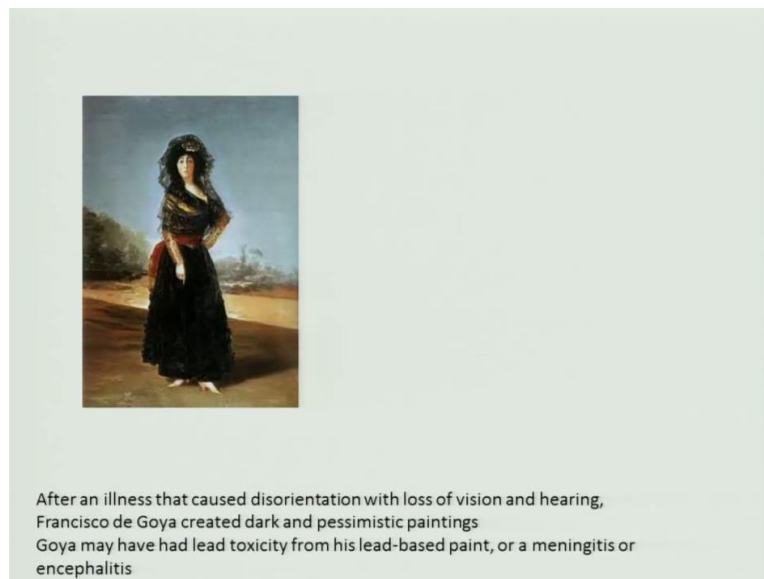 After an illness that caused disorientation with loss of vision and hearing,
Francisco de Goya created dark and pessimistic paintings
Goya may have had lead toxicity from his lead-based paint, or a meningitis or
encephalitis